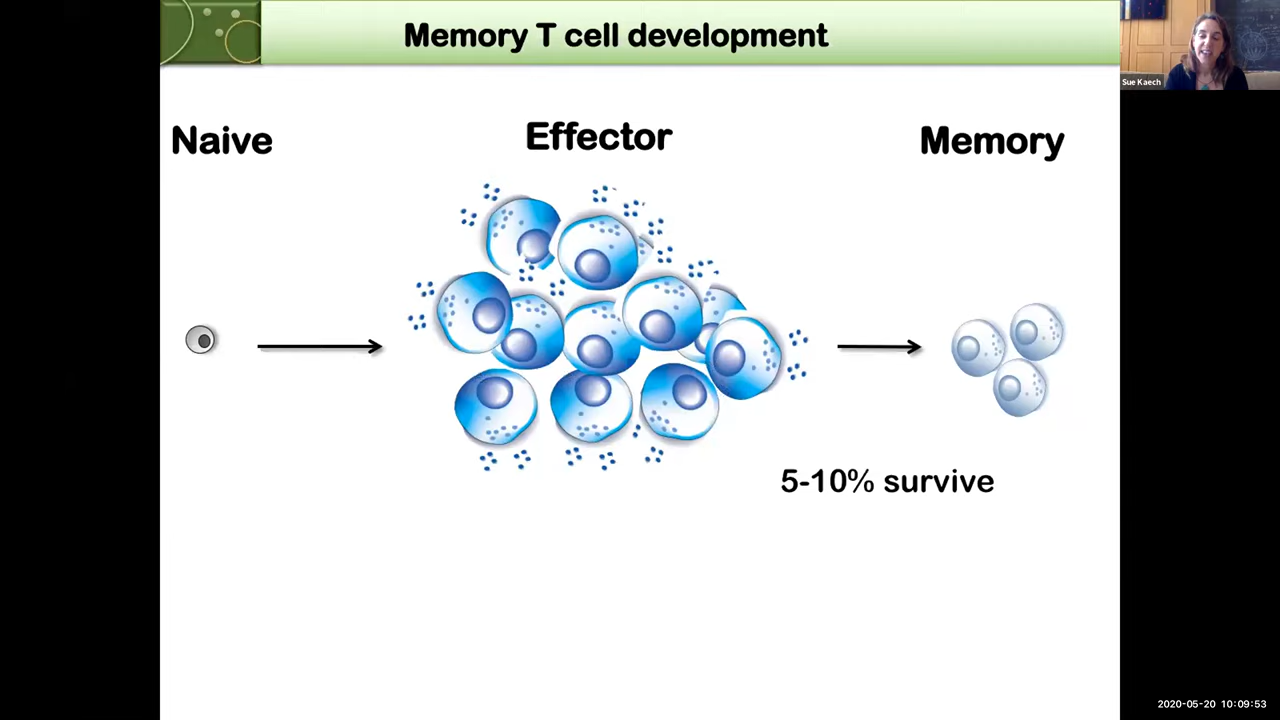 Memory T cell development
Sue Kaech
Naive
Effector
Memory
5-10% survive
2020-05-20 10:09:53